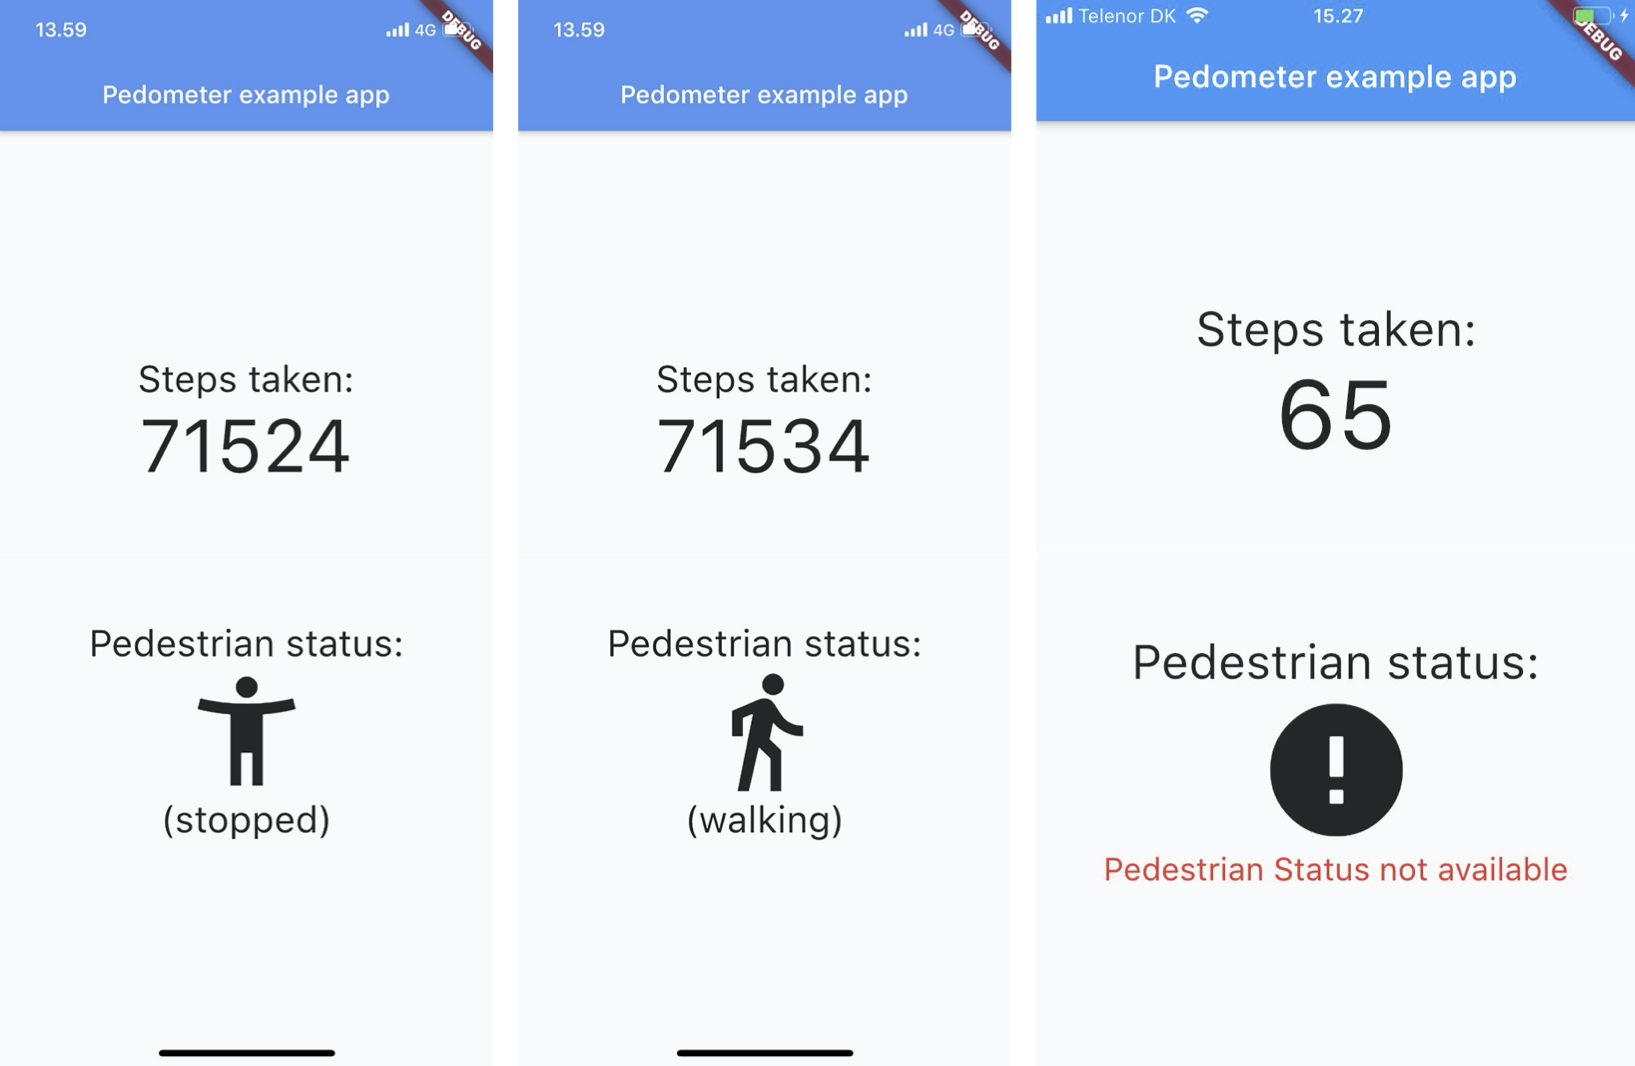 13.59
4G
DEBUG
Pedometer example app
Steps taken:
71524
Pedestrian status:
(stopped)
13.59
4G
DEBUG
Pedometer example app
Steps taken:
71534
Pedestrian status:
(walking)
Telenor DK
15.27
DEBUG
Pedometer example app
Steps taken:
65
Pedestrian status:
!
Pedestrian Status not available